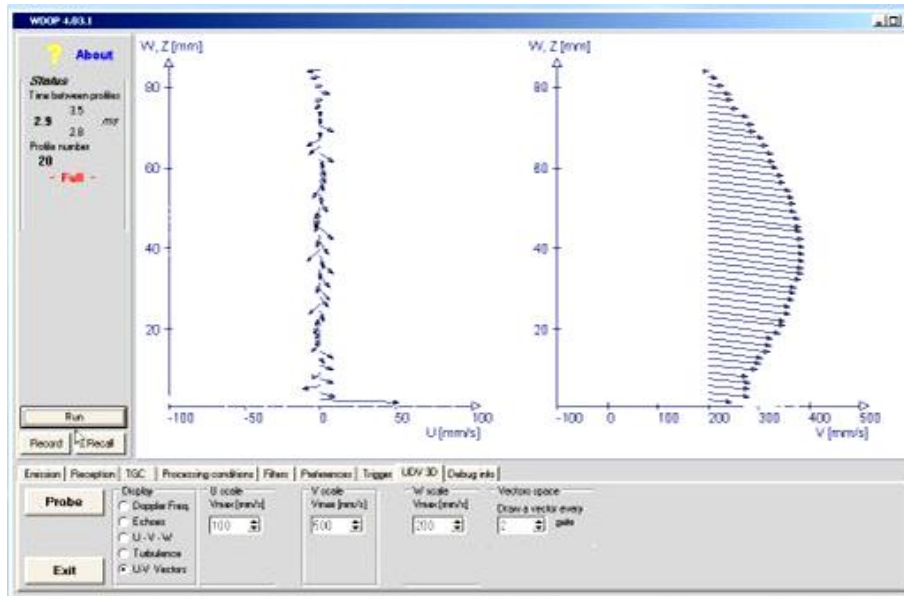 WDOP 4.03.1
? About
Status
Time between profiles
3.5
2.9 ms
2.8
Profile number
20
- Full -
Run
Record Recall
W, Z [mm]
80
60
40
20
-100 -50 0 50 100
U [mm/s]
W, Z [mm]
80
60
40
20
-100 0 100 200 300 400 500
V [mm/s]
Emission Reception TGC Processing conditions Filters Preferences Trigger UDV 3D Debug info
Probe
Exit
Display
Doppler Freq.
Echoes
U - V - W
Turbulence
U-V Vectors
U scale
Vmax [mm/s]
100
V scale
Vmax [mm/s]
500
W scale
Vmax [mm/s]
200
Vectors space
Draw a vector every
2 gate